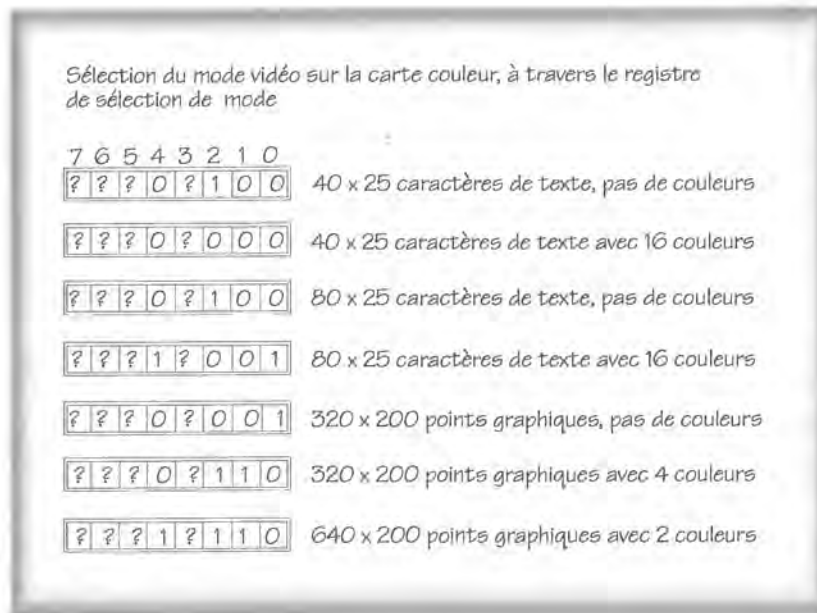 Sélection du mode vidéo sur la carte couleur, à travers le registre
de sélection de mode
7 6 5 4 3 2 1 0
? ? ? 0 ? 1 0 0 40 x 25 caractères de texte, pas de couleurs
? ? ? 0 ? 0 0 0 40 x 25 caractères de texte avec 16 couleurs
? ? ? 0 ? 1 0 0 80 x 25 caractères de texte, pas de couleurs
? ? ? 1 ? 0 0 1 80 x 25 caractères de texte avec 16 couleurs
? ? ? 0 ? 0 0 1 320 x 200 points graphiques, pas de couleurs
? ? ? 0 ? 1 1 0 320 x 200 points graphiques avec 4 couleurs
? ? ? 1 ? 1 1 0 640 x 200 points graphiques avec 2 couleurs